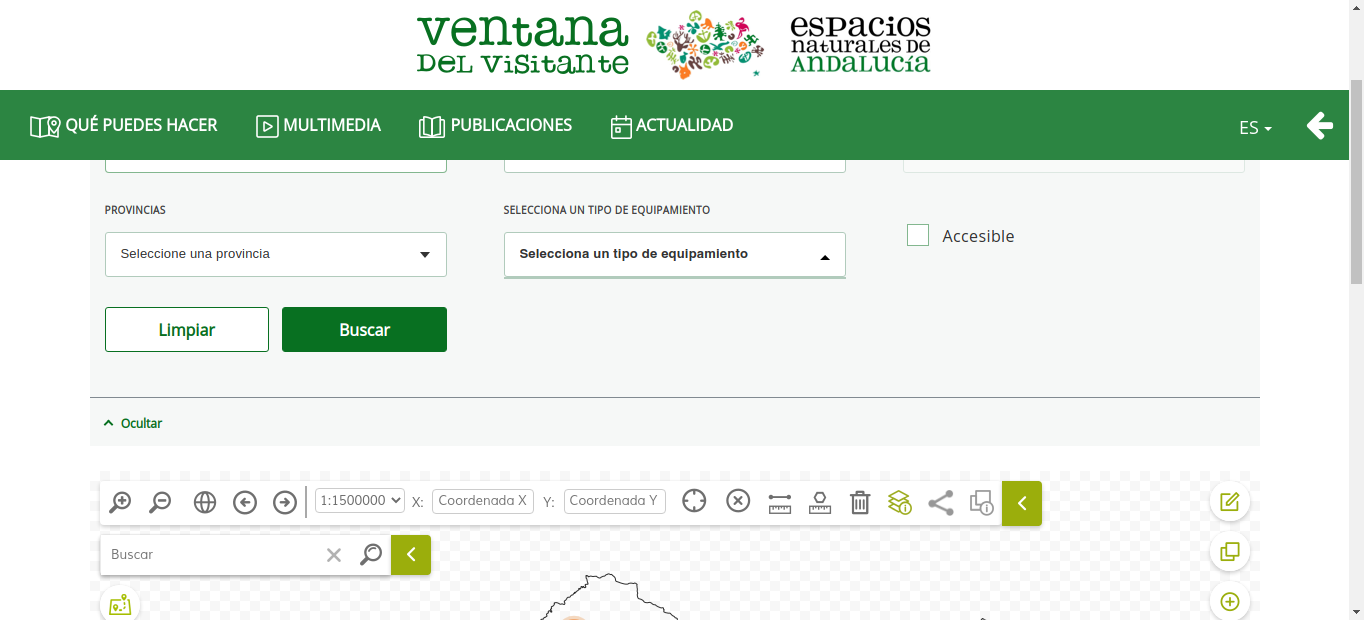 ventana
DEL VISITANTE
espacios
naturales de
ANDALUCÍA
QUÉ PUEDES HACER
MULTIMEDIA
PUBLICACIONES
ACTUALIDAD
ES
PROVINCIAS
SELECCIONA UN TIPO DE EQUIPAMIENTO
Seleccione una provincia
Selecciona un tipo de equipamiento
Accesible
Limpiar
Buscar
Ocultar
1:1500000
X:
Coordenada X
Y:
Coordenada Y
Buscar